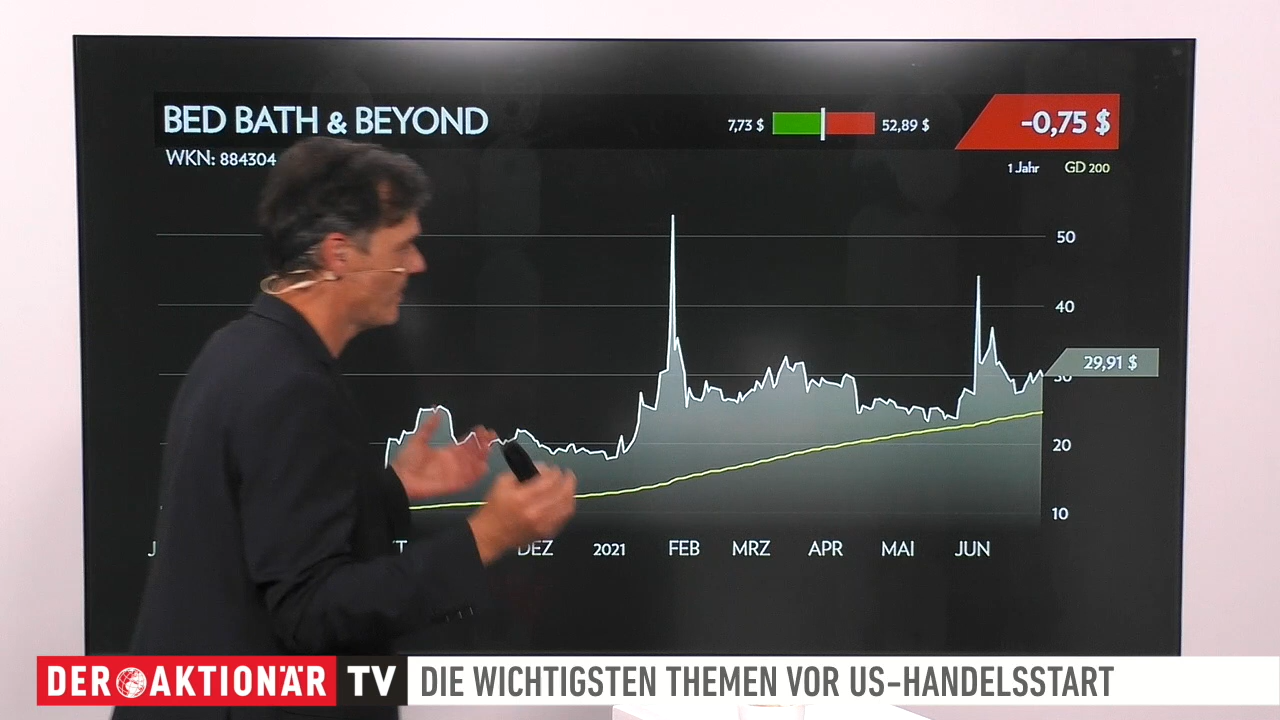 BED BATH & BEYOND
7,73 $ 52,89 $
-0,75 $
WKN: 884304
1 Jahr GD 200
50
40
29,91 $
30
20
10
DEZ 2021 FEB MRZ APR MAI JUN
DER AKTIONÄR TV DIE WICHTIGSTEN THEMEN VOR US-HANDELSSTART